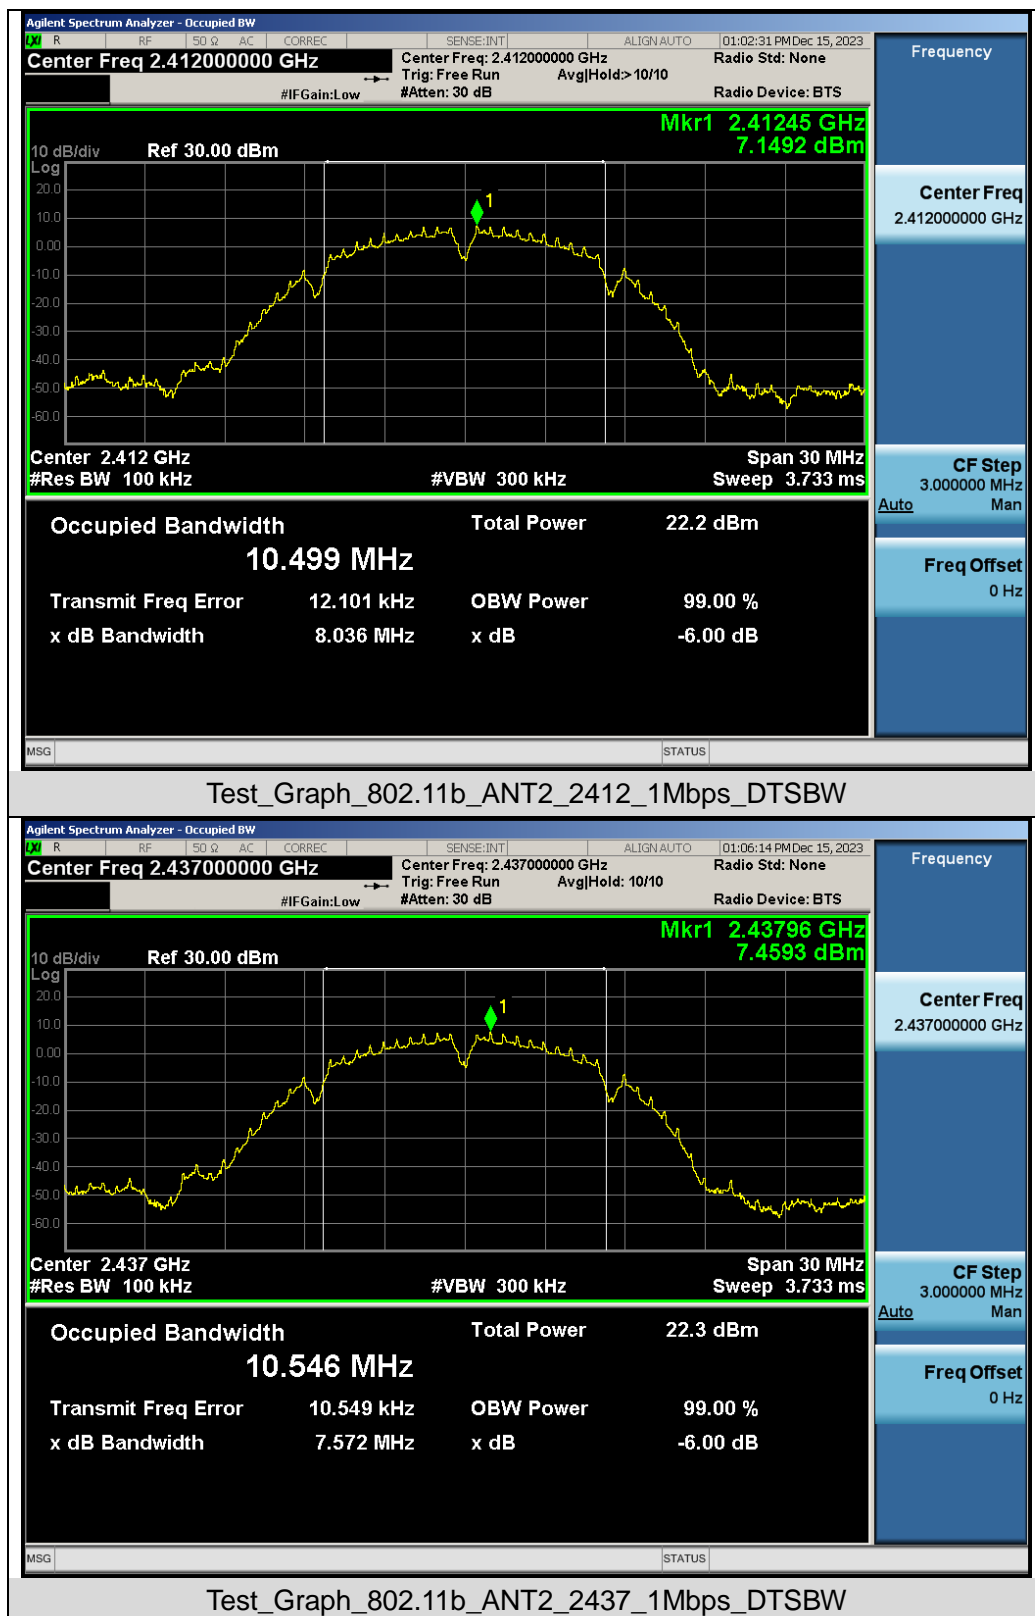 Agilent Spectrum Analyzer - Occupied BW
LXI R RF 50 Ω AC CORREC SENSE:INT ALIGN AUTO 01:02:31 PM Dec 15, 2023
Center Freq 2.412000000 GHz
Center Freq: 2.412000000 GHz
Radio Std: None
Trig: Free Run Avg|Hold:>10/10
#IFGain:Low
#Atten: 30 dB
Radio Device: BTS
Frequency
Mkr1 2.41245 GHz
7.1492 dBm
10 dB/div Ref 30.00 dBm
Log
20.0
10.0
0.00
-10.0
-20.0
-30.0
-40.0
-50.0
-60.0
1
Center 2.412 GHz Span 30 MHz
#Res BW 100 kHz #VBW 300 kHz Sweep 3.733 ms
Center Freq
2.412000000 GHz
CF Step
3.000000 MHz
Auto Man
Freq Offset
0 Hz
Occupied Bandwidth Total Power 22.2 dBm
10.499 MHz
Transmit Freq Error 12.101 kHz OBW Power 99.00 %
x dB Bandwidth 8.036 MHz x dB -6.00 dB
MSG STATUS
Test_Graph_802.11b_ANT2_2412_1Mbps_DTSBW
Agilent Spectrum Analyzer - Occupied BW
LXI R RF 50 Ω AC CORREC SENSE:INT ALIGN AUTO 01:06:14 PM Dec 15, 2023
Center Freq 2.437000000 GHz
Center Freq: 2.437000000 GHz
Radio Std: None
Trig: Free Run Avg|Hold: 10/10
#IFGain:Low
#Atten: 30 dB
Radio Device: BTS
Frequency
Mkr1 2.43796 GHz
7.4593 dBm
10 dB/div Ref 30.00 dBm
Log
20.0
10.0
0.00
-10.0
-20.0
-30.0
-40.0
-50.0
-60.0
1
Center 2.437 GHz Span 30 MHz
#Res BW 100 kHz #VBW 300 kHz Sweep 3.733 ms
Center Freq
2.437000000 GHz
CF Step
3.000000 MHz
Auto Man
Freq Offset
0 Hz
Occupied Bandwidth Total Power 22.3 dBm
10.546 MHz
Transmit Freq Error 10.549 kHz OBW Power 99.00 %
x dB Bandwidth 7.572 MHz x dB -6.00 dB
MSG STATUS
Test_Graph_802.11b_ANT2_2437_1Mbps_DTSBW